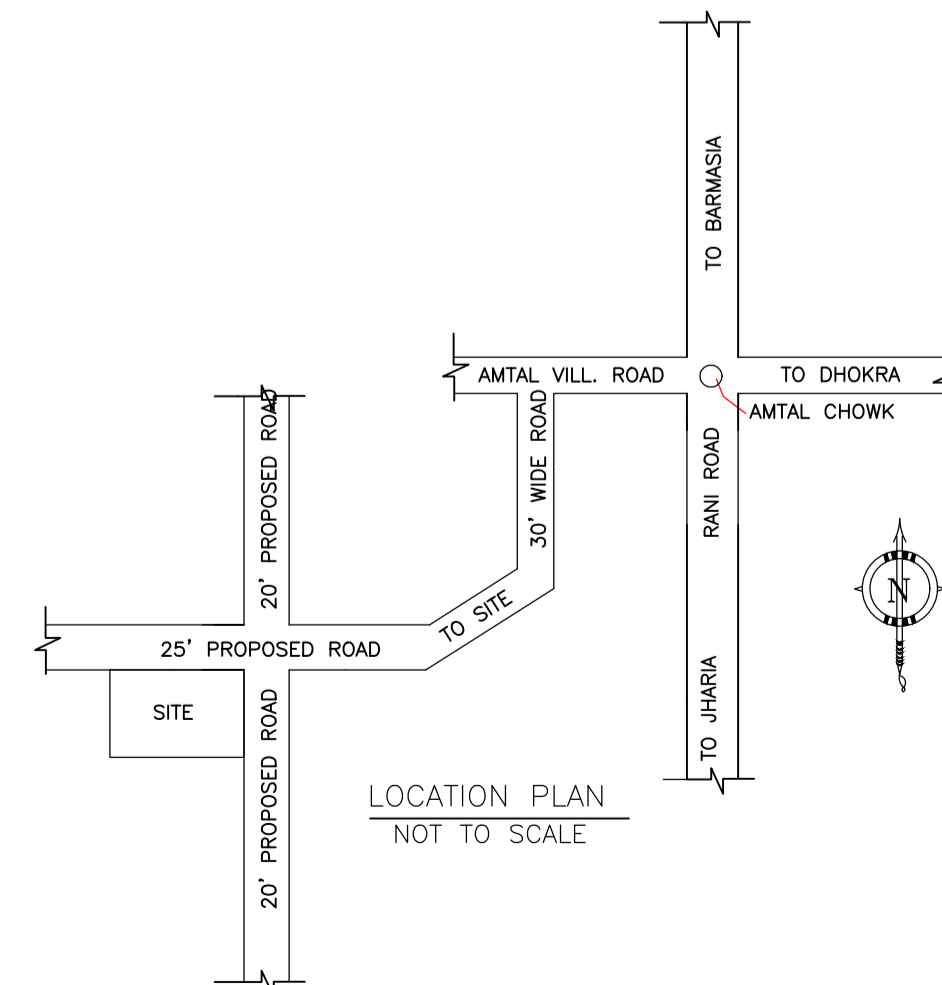 TO BARMASIA
AMTAL VILL. ROAD
TO DHOKRA
AMTAL CHOWK
20' PROPOSED ROAD
30' WIDE ROAD
RANI ROAD
N
TO SITE
25' PROPOSED ROAD
SITE
TO JHARIA
20' PROPOSED ROAD
LOCATION PLAN
NOT TO SCALE